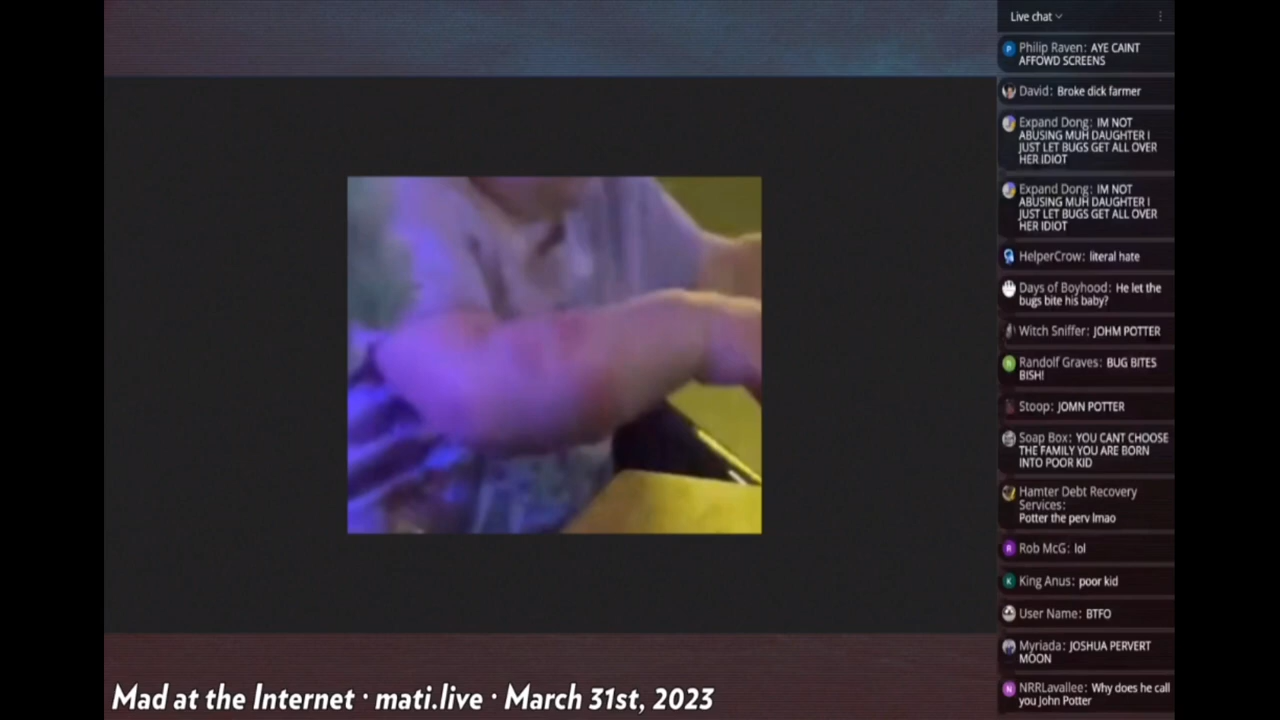 Live chat
Philip Raven: AYE CAINT
AFFOWD SCREENS
David: Broke dick farmer
Expand Dong: IM NOT
ABUSING MUH DAUGHTER I
JUST LET BUGS GET ALL OVER
HER IDIOT
Expand Dong: IM NOT
ABUSING MUH DAUGHTER I
JUST LET BUGS GET ALL OVER
HER IDIOT
HelperCrow: literal hate
Days of Boyhood: He let the
bugs bite his baby?
Witch Sniffer: JOHM POTTER
Randolf Graves: BUG BITES
BISH!
Stoop: JOMN POTTER
Soap Box: YOU CANT CHOOSE
THE FAMILY YOU ARE BORN
INTO POOR KID
Hamter Debt Recovery
Services:
Potter the perv lmao
Rob McG: lol
King Anus: poor kid
User Name: BTFO
Myriada: JOSHUA PERVERT
MOON
NRRLavallee: Why does he call
you John Potter
Mad at the Internet · mati.live · March 31st, 2023